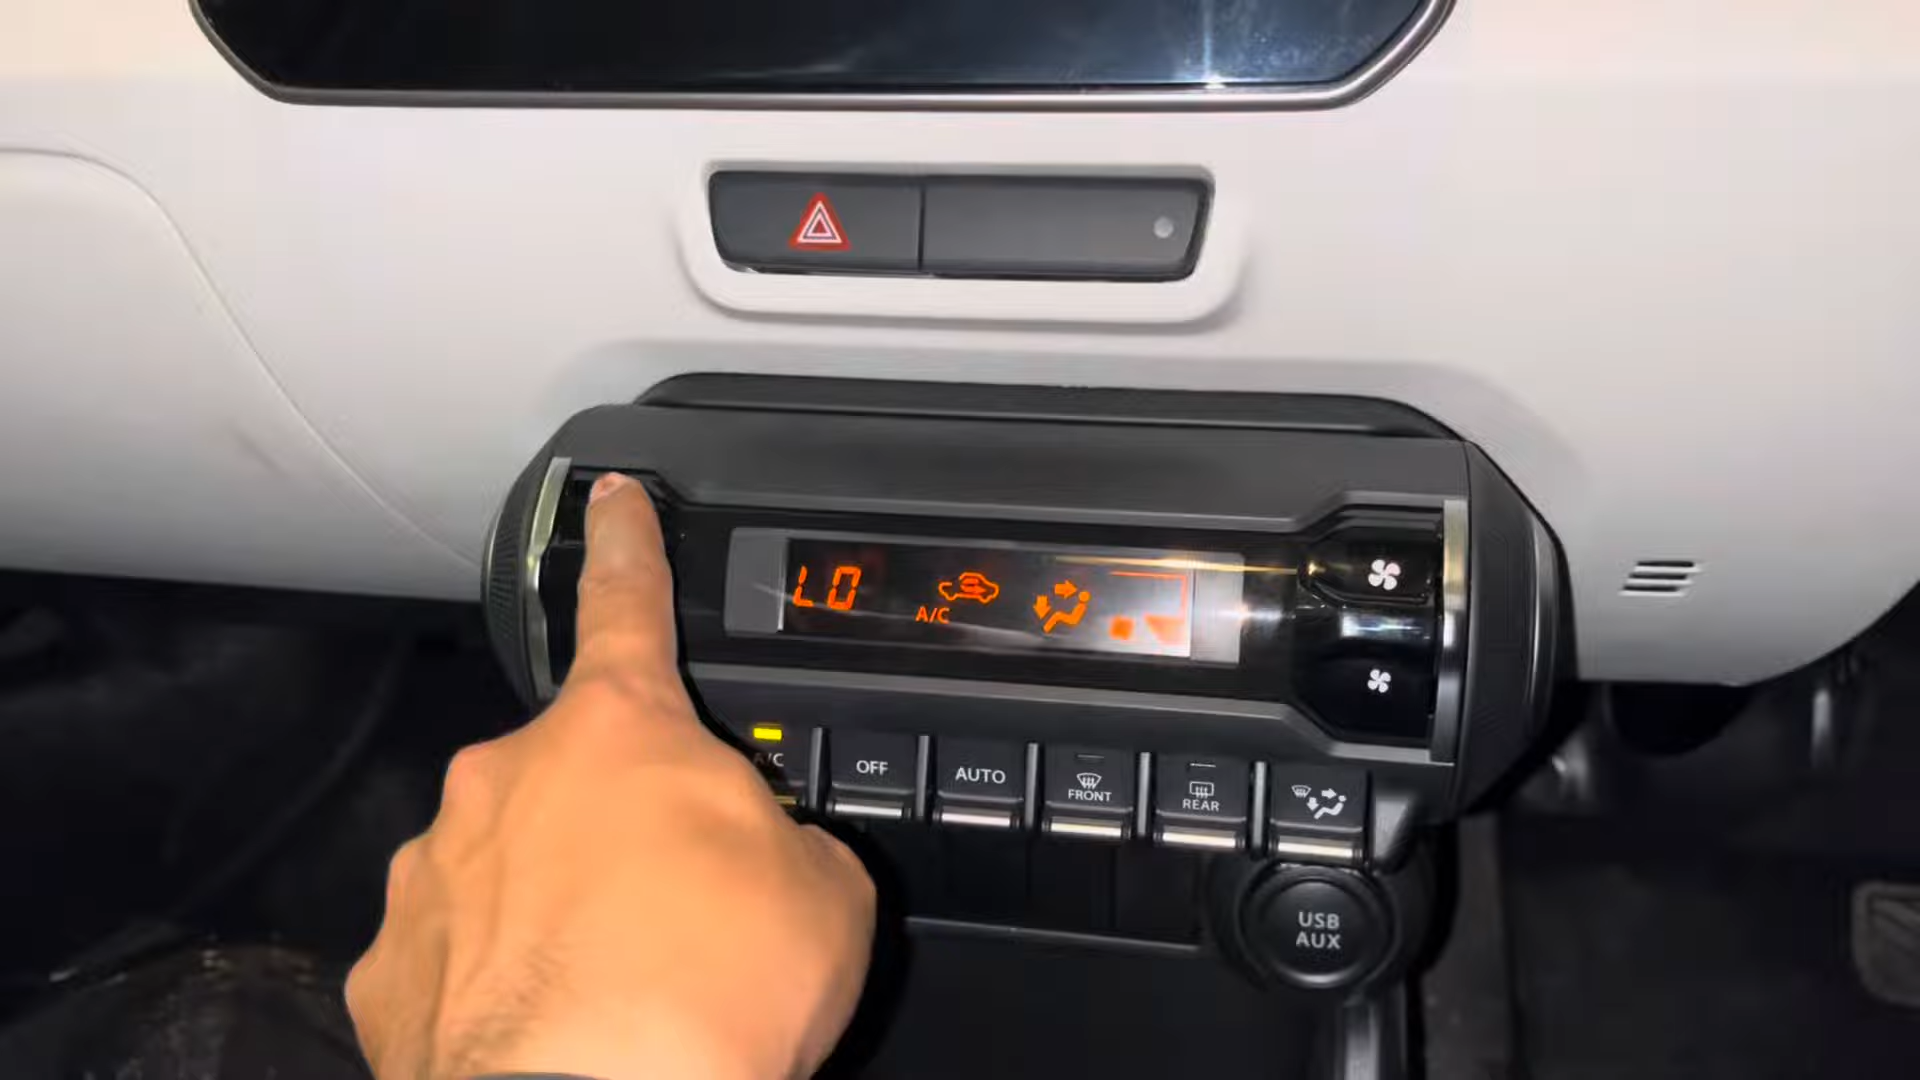 LO
A/C
A/C
OFF
AUTO
FRONT
REAR
USB
AUX